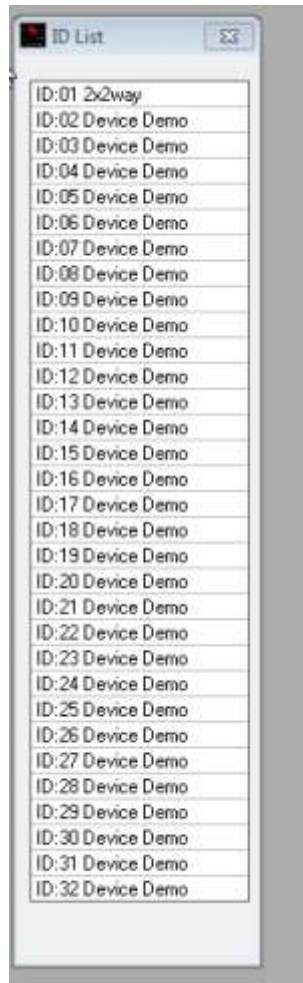 ID List
ID:01 2x2way
ID:02 Device Demo
ID:03 Device Demo
ID:04 Device Demo
ID:05 Device Demo
ID:06 Device Demo
ID:07 Device Demo
ID:08 Device Demo
ID:09 Device Demo
ID:10 Device Demo
ID:11 Device Demo
ID:12 Device Demo
ID:13 Device Demo
ID:14 Device Demo
ID:15 Device Demo
ID:16 Device Demo
ID:17 Device Demo
ID:18 Device Demo
ID:19 Device Demo
ID:20 Device Demo
ID:21 Device Demo
ID:22 Device Demo
ID:23 Device Demo
ID:24 Device Demo
ID:25 Device Demo
ID:26 Device Demo
ID:27 Device Demo
ID:28 Device Demo
ID:29 Device Demo
ID:30 Device Demo
ID:31 Device Demo
ID:32 Device Demo